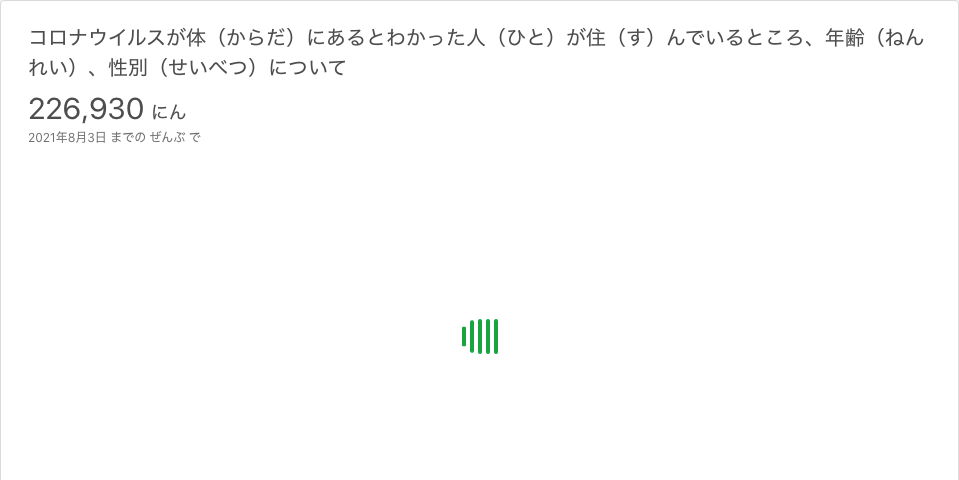 コロナウイルスが体（からだ）にあるとわかった人（ひと）が住（す）んでいるところ、年齢（ねん
れい）、性別（せいべつ）について
226,930 にん
2021年8月3日 までの ぜんぶ で